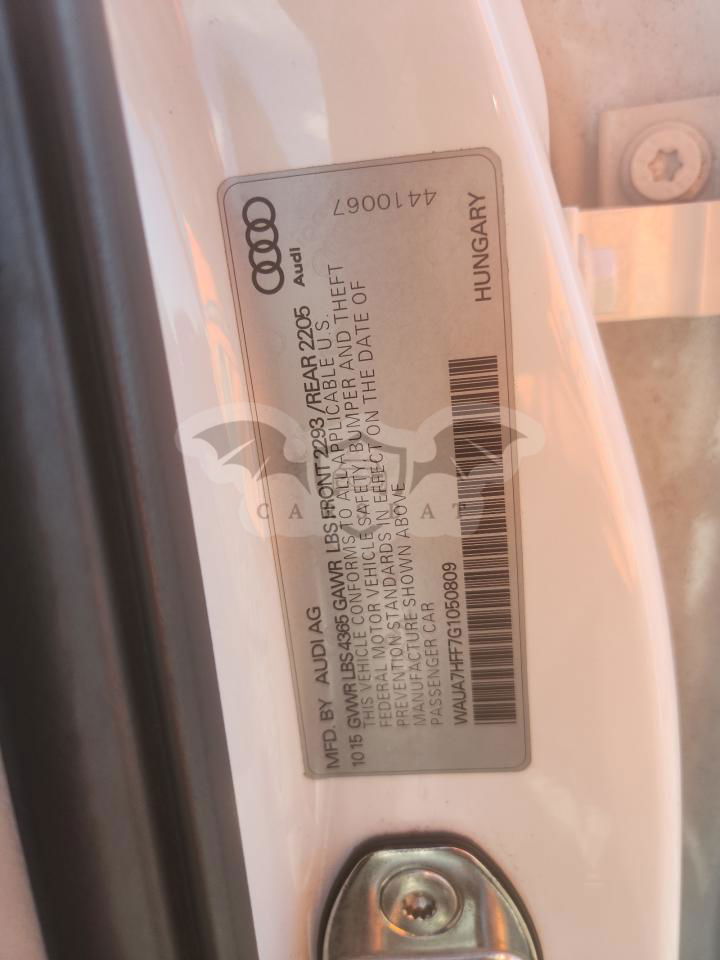 Audi
4410067
MFD. BY AUDI AG
1015 GVWR LBS 4365 GAWR LBS FRONT 2293/REAR 2205
THIS VEHICLE CONFORMS TO ALL APPLICABLE U.S.
FEDERAL MOTOR VEHICLE SAFETY, BUMPER AND THEFT
PREVENTION STANDARDS IN EFFECT ON THE DATE OF
MANUFACTURE SHOWN ABOVE
PASSENGER CAR
WAUA7HFF7G1050809
HUNGARY